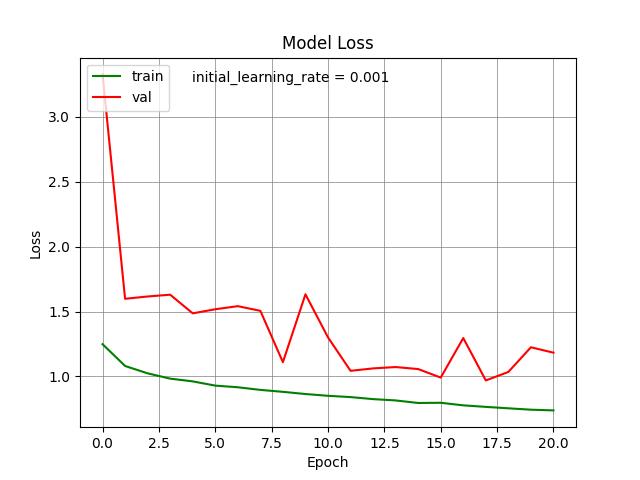 Model Loss
train
initial_learning_rate = 0.001
val
3.0
2.5
2.0
1.5
1.0
Loss
0.0 2.5 5.0 7.5 10.0 12.5 15.0 17.5 20.0
Epoch